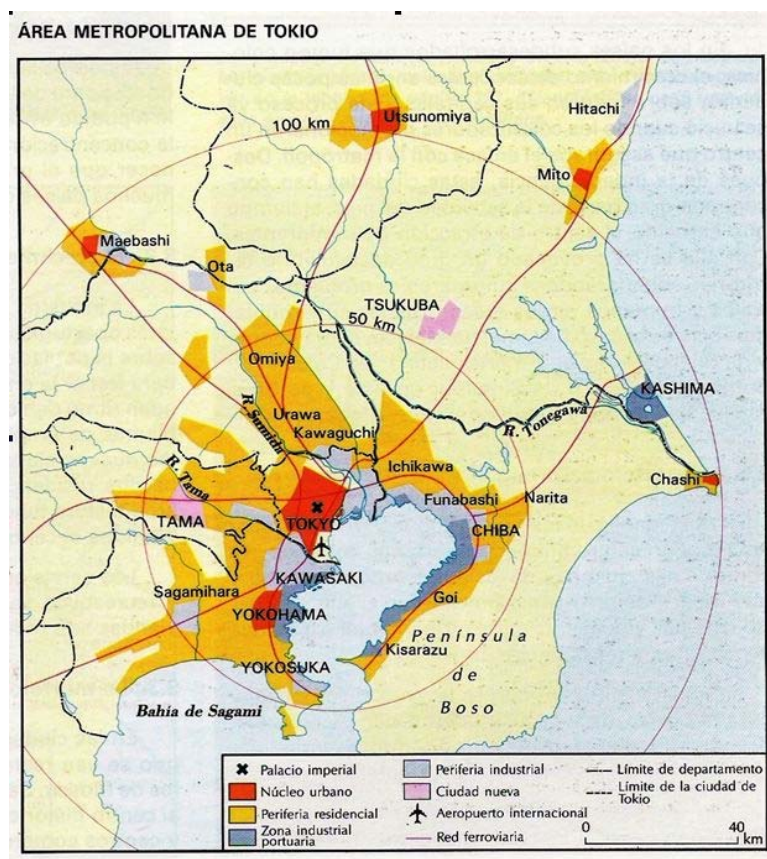 ÁREA METROPOLITANA DE TOKIO
100 km
Utsunomiya
Hitachi
Mito
Maebashi
Ota
TSUKUBA
50 km
Omiya
KASHIMA
R. Sumida
Urawa
Kawaguchi
R. Tonegawa
Ichikawa
R. Tama
Chashi
Funabashi
Narita
TAMA
TOKYO
CHIBA
KAWASAKI
Sagamihara
Goi
YOKOHAMA
Península
Kisarazu
YOKOSUKA
de
Bahía de Sagami
Boso
Palacio imperial
Núcleo urbano
Periferia residencial
Zona industrial
portuaria
Periferia industrial
Ciudad nueva
Aeropuerto internacional
Red ferroviaria
Límite de departamento
Límite de la ciudad de
Tokio
0 40
km